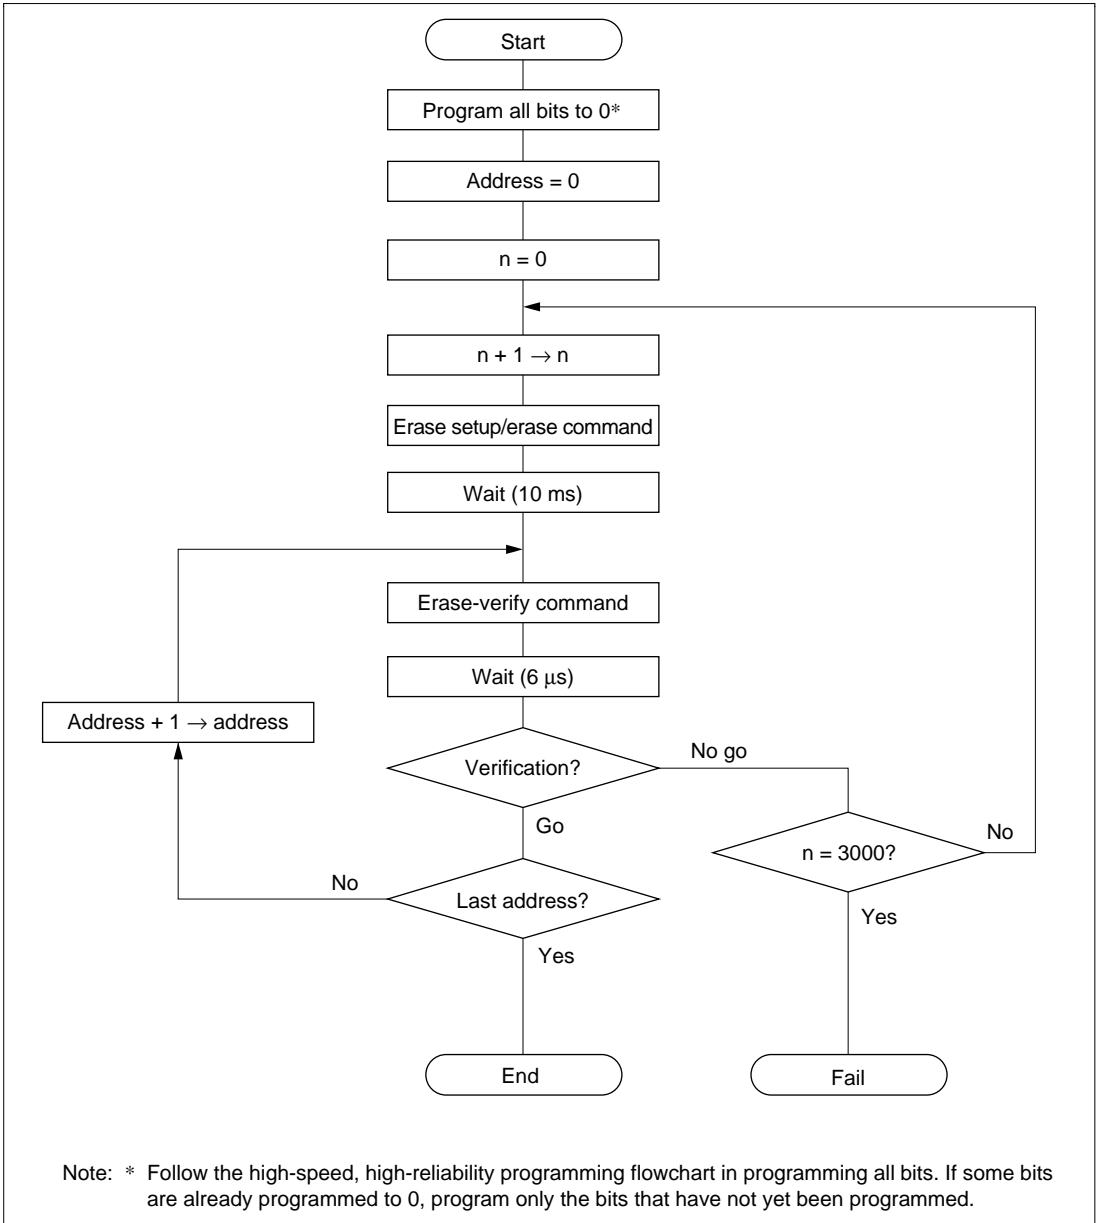 Start
Program all bits to 0*
Address = 0
n = 0
n + 1 → n
Erase setup/erase command
Wait (10 ms)
Erase-verify command
Wait (6 μs)
Address + 1 → address
Verification?
No go
Go
n = 3000?
No
Last address?
No
Yes
Yes
End
Fail
Note: * Follow the high-speed, high-reliability programming flowchart in programming all bits. If some bits
are already programmed to 0, program only the bits that have not yet been programmed.